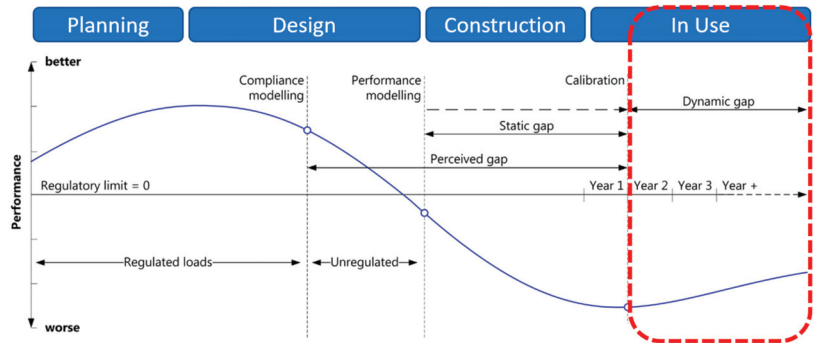 Planning
Design
Construction
In Use
better
Compliance
modelling
Performance
modelling
Calibration
Dynamic gap
Static gap
Perceived gap
Regulatory limit = 0
Year 1
Year 2
Year 3
Year +
Performance
Regulated loads
Unregulated
worse